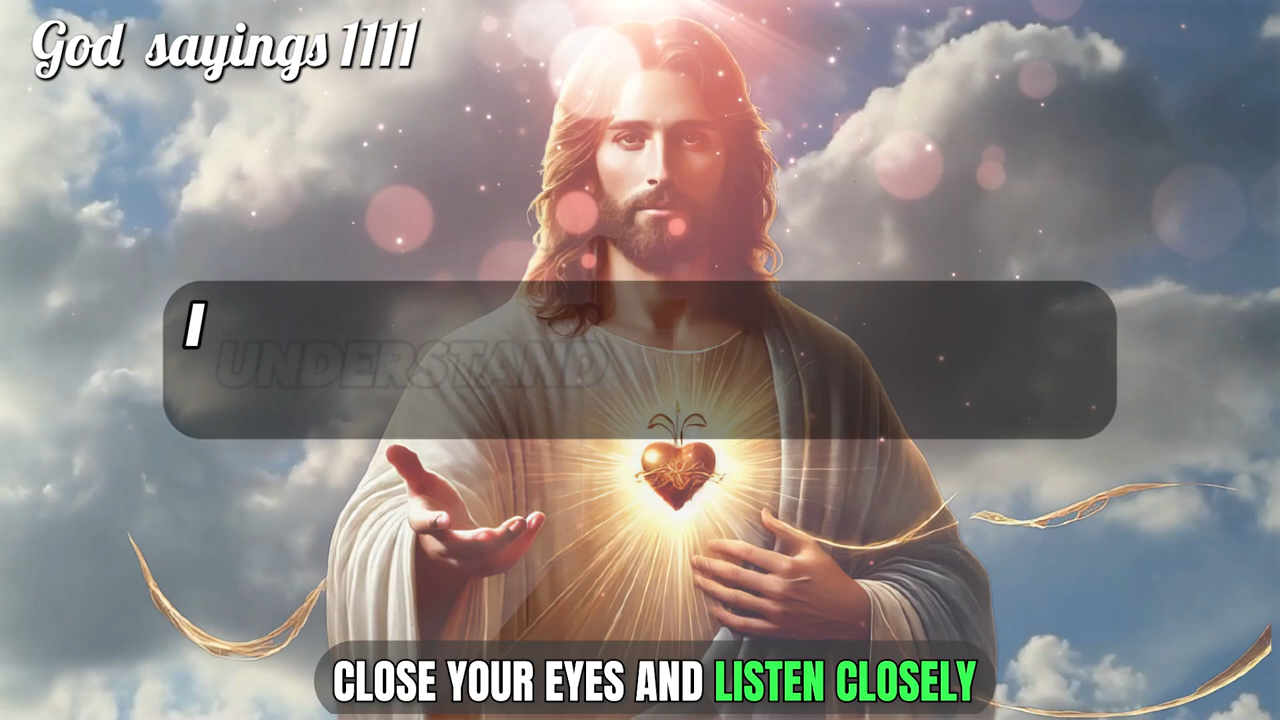 God sayings 1111
I
UNDERSTAND
CLOSE YOUR EYES AND LISTEN CLOSELY